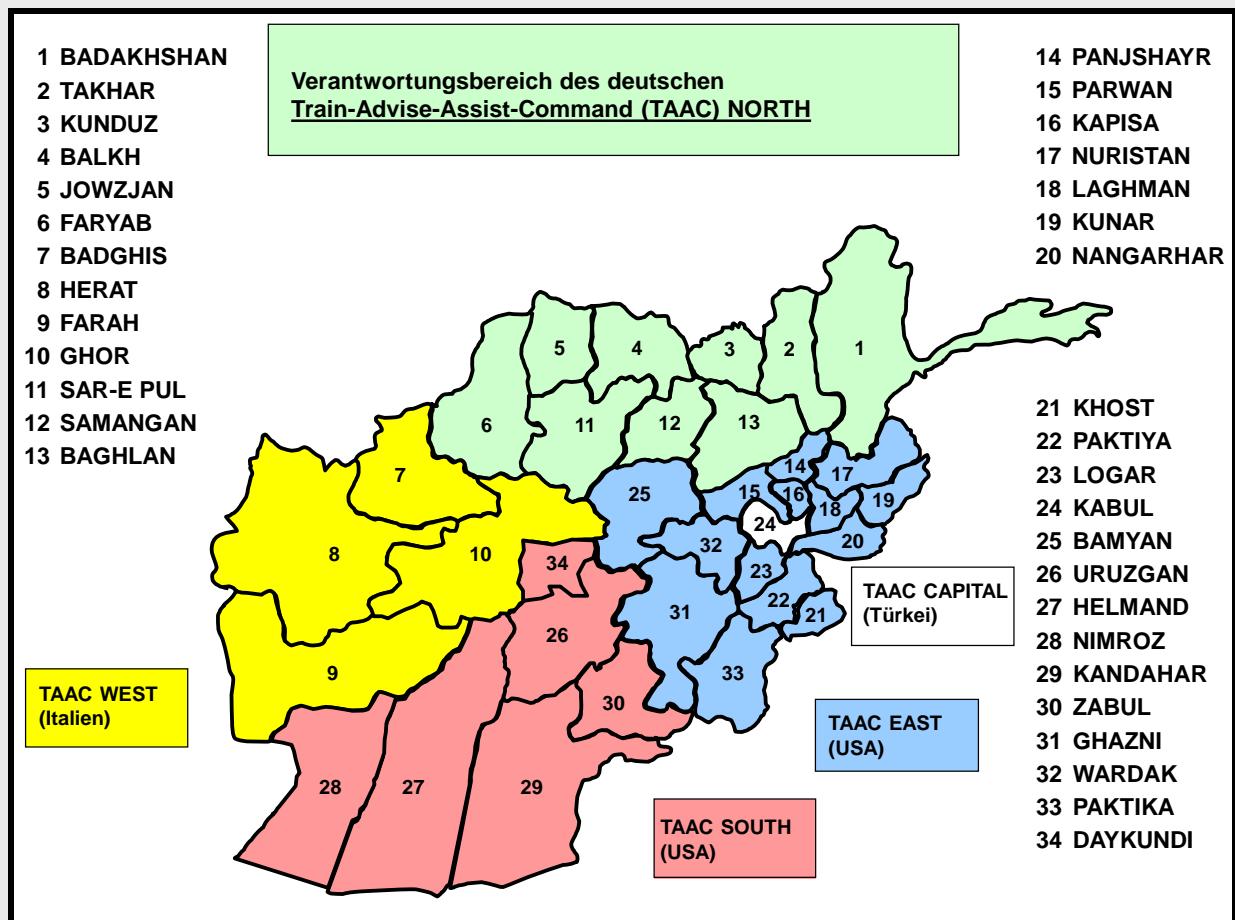 1 BADAKHSHAN
2 TAKHAR
3 KUNDUZ
4 BALKH
5 JOWZJAN
6 FARYAB
7 BADGHIS
8 HERAT
9 FARAH
10 GHOR
11 SAR-E PUL
12 SAMANGAN
13 BAGHLAN
Verantwortungsbereich des deutschen
Train-Advise-Assist-Command (TAAC) NORTH
14 PANJSHAYR
15 PARWAN
16 KAPISA
17 NURISTAN
18 LAGHMAN
19 KUNAR
20 NANGARHAR
21 KHOST
22 PAKTIYA
23 LOGAR
24 KABUL
25 BAMYAN
26 URUZGAN
27 HELMAND
28 NIMROZ
29 KANDAHAR
30 ZABUL
31 GHAZNI
32 WARDAK
33 PAKTIKA
34 DAYKUNDI
5
4
3
2
1
6
11
12
13
7
25
14
17
15
16
19
18
24
20
8
10
34
32
23
22
21
31
26
33
9
30
28
27
29
TAAC CAPITAL
(Türkei)
TAAC WEST
(Italien)
TAAC EAST
(USA)
TAAC SOUTH
(USA)